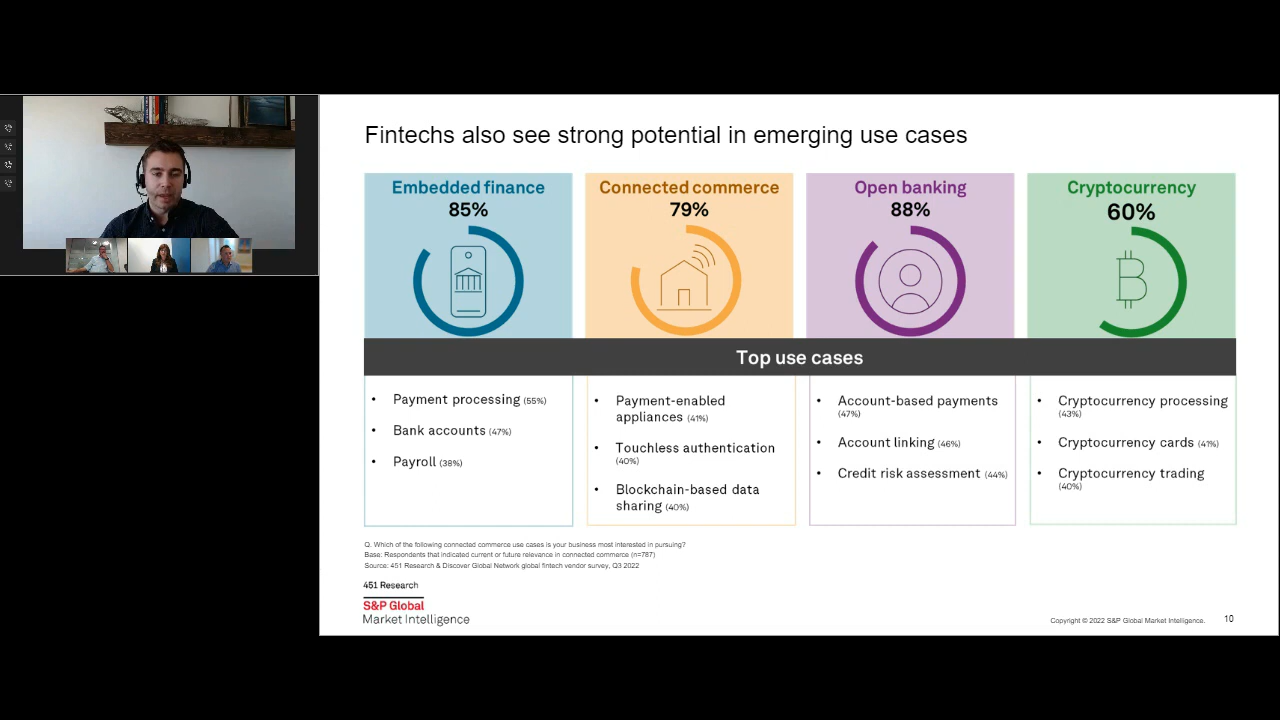 Fintechs also see strong potential in emerging use cases
Embedded finance
85%
Connected commerce
79%
Open banking
88%
Cryptocurrency
60%
Top use cases
• Payment processing (55%)
• Bank accounts (47%)
• Payroll (38%)
• Payment-enabled
appliances (41%)
• Touchless authentication
(40%)
• Blockchain-based data
sharing (40%)
• Account-based payments
(47%)
• Account linking (46%)
• Credit risk assessment (44%)
• Cryptocurrency processing
(43%)
• Cryptocurrency cards (41%)
• Cryptocurrency trading
(40%)
Q. Which of the following connected commerce use cases is your business most interested in pursuing?
Base: Respondents that indicated current or future relevance in connected commerce (n=787)
Source: 451 Research & Discover Global Network global fintech vendor survey, Q3 2022
451 Research
S&P Global
Market Intelligence
Copyright © 2022 S&P Global Market Intelligence.
10